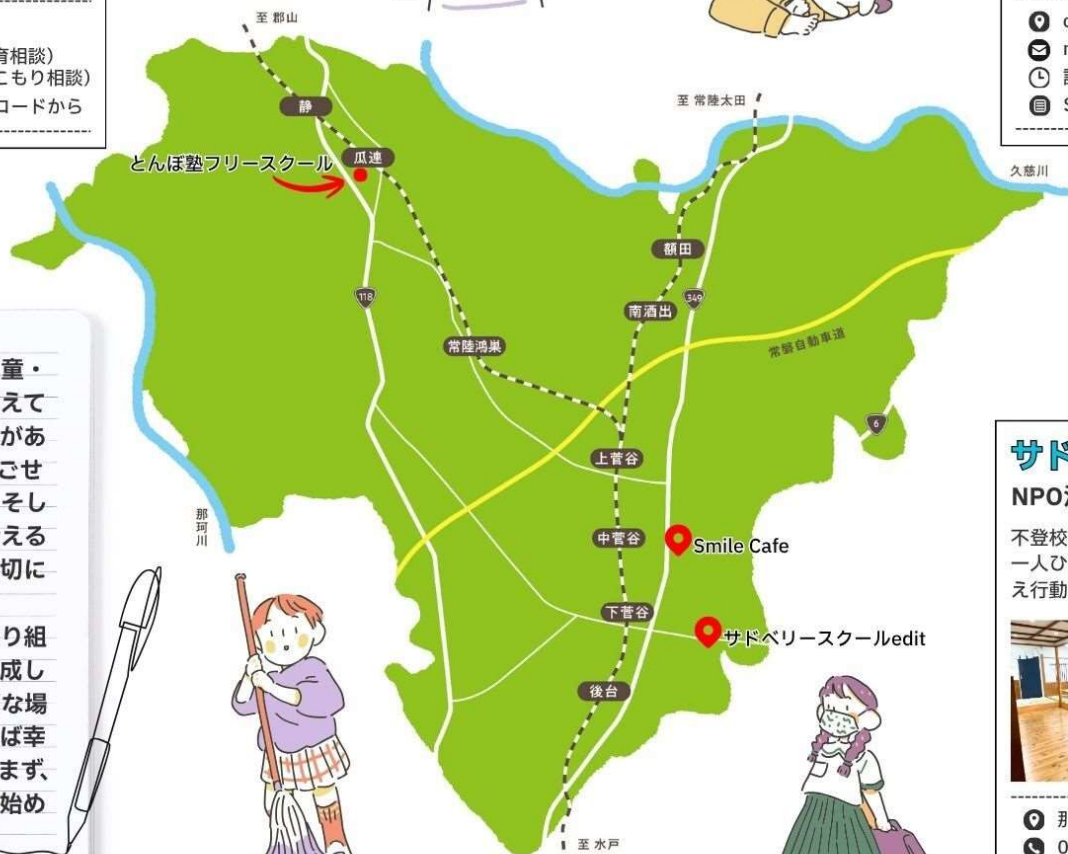 育相談）
こもり相談）
コードから
童・
えて
があ
ごせ
そし
える
切に
り組
成し
な場
ば幸
まず、
始め
至 郡山
静
瓜連
とんぼ塾フリースクール
118
常陸鴻巣
那珂川
至 常陸太田
久慈川
額田
南酒出
349
常磐自動車道
6
上菅谷
中菅谷
Smile Cafe
下菅谷
サドベリースクールedit
後台
至 水戸
サド
NPO
不登校
一人ひ
え行動